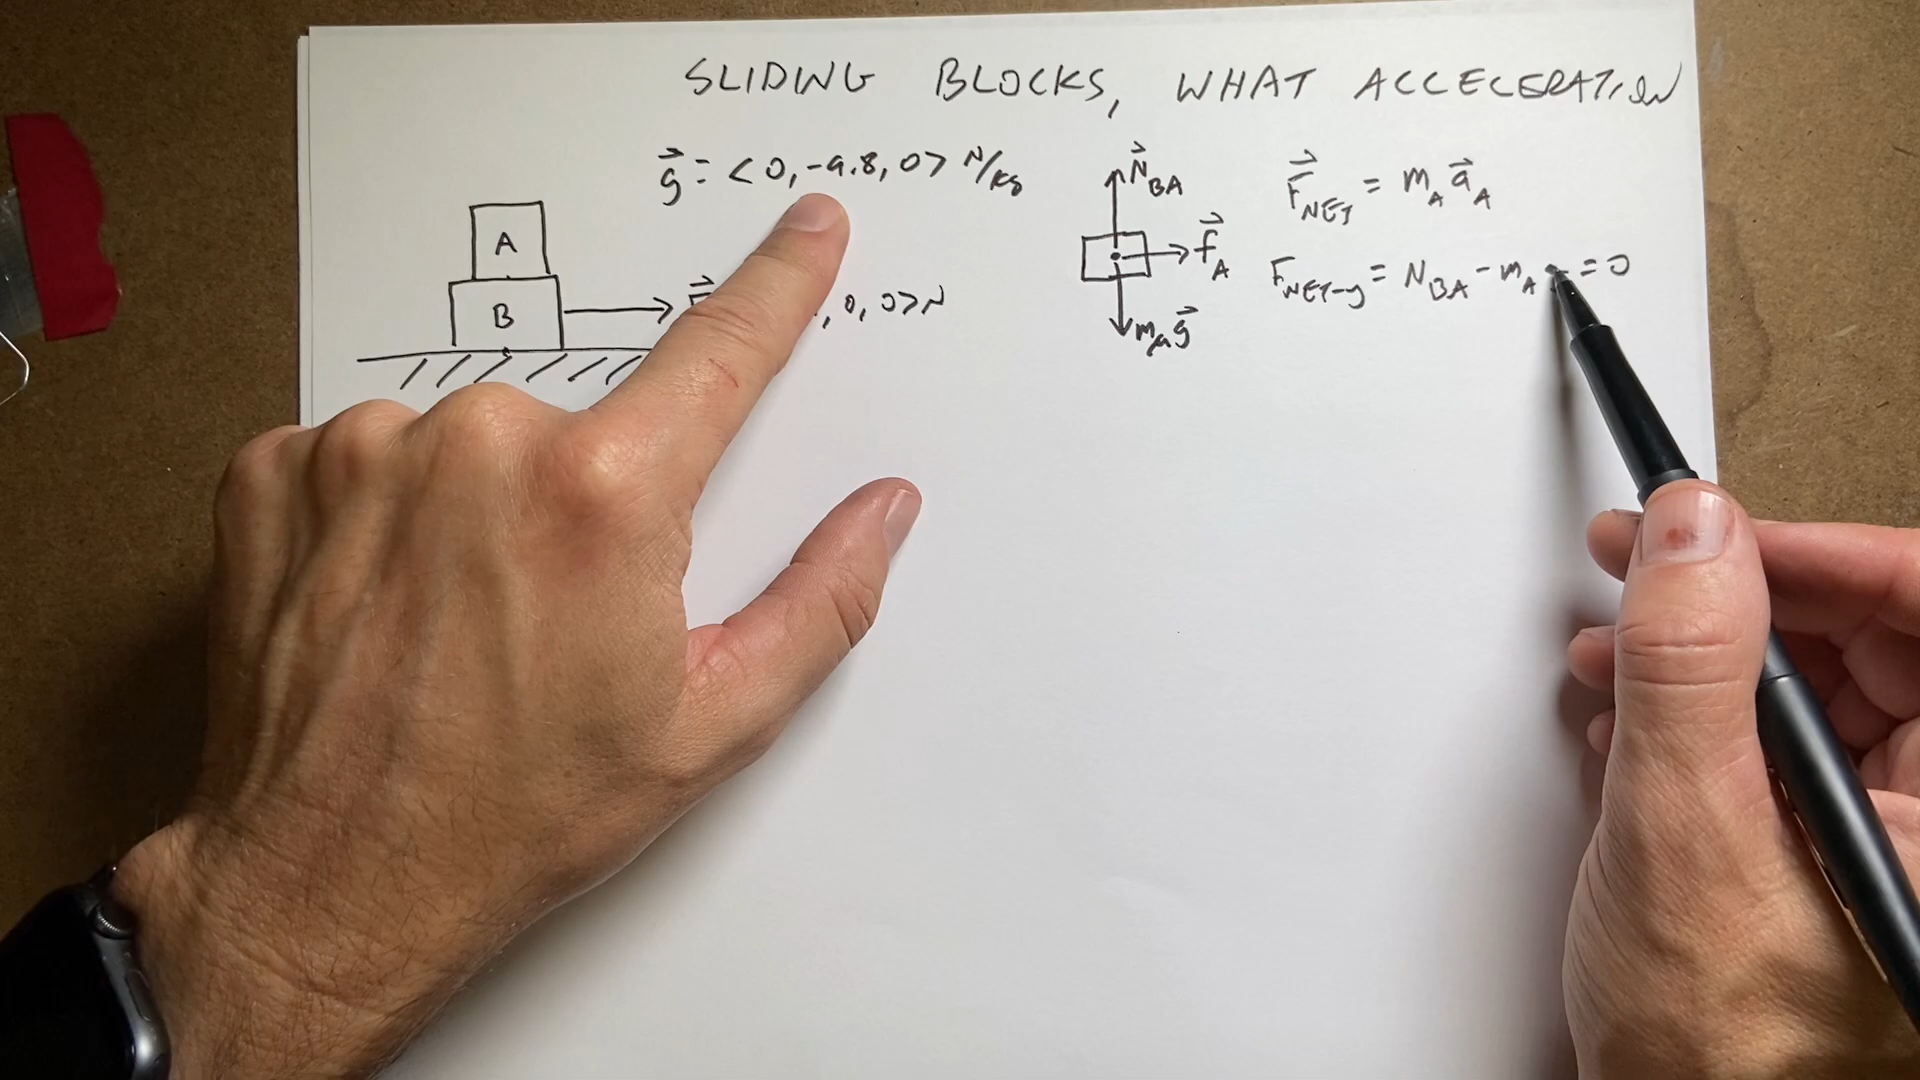 SLIDING BLOCKS, WHAT ACCELERATION
g⃗ = <0, -9.8, 0> N/kg
A
B
, 0, 0> N
N⃗BA
f⃗A
mAg⃗
F⃗NET = mA a⃗A
FNET-y = NBA - mA = 0